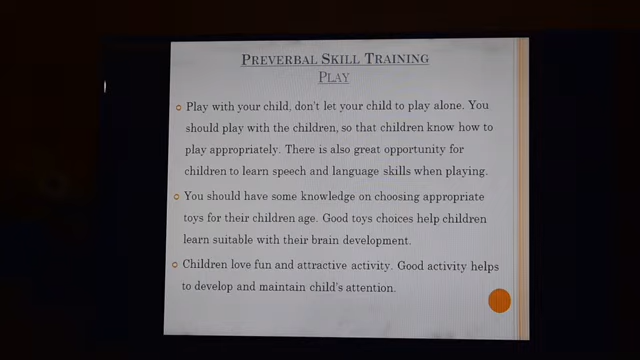 PREVERBAL SKILL TRAINING
PLAY
Play with your child, don't let your child to play alone. You
should play with the children, so that children know how to
play appropriately. There is also great opportunity for
children to learn speech and language skills when playing.
You should have some knowledge on choosing appropriate
toys for their children age. Good toys choices help children
learn suitable with their brain development.
Children love fun and attractive activity. Good activity helps
to develop and maintain child's attention.